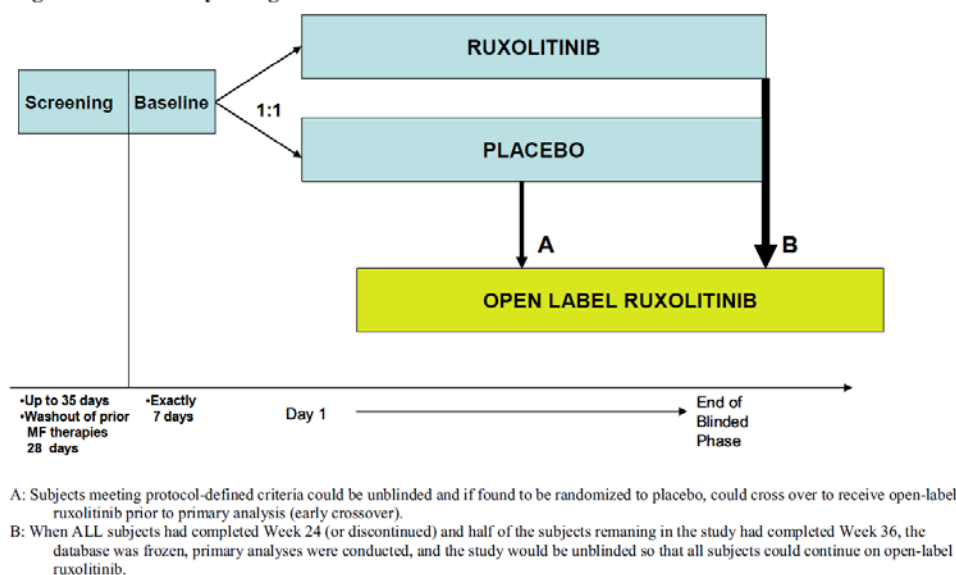 RUXOLITINIB
Screening
Baseline
1:1
PLACEBO
A
B
OPEN LABEL RUXOLITINIB
•Up to 35 days
•Washout of prior
MF therapies
28 days
•Exactly
7 days
Day 1
End of
Blinded
Phase
A: Subjects meeting protocol-defined criteria could be unblinded and if found to be randomized to placebo, could cross over to receive open-label
ruxolitinib prior to primary analysis (early crossover).
B: When ALL subjects had completed Week 24 (or discontinued) and half of the subjects remaning in the study had completed Week 36, the
database was frozen, primary analyses were conducted, and the study would be unblinded so that all subjects could continue on open-label
ruxolitinib.